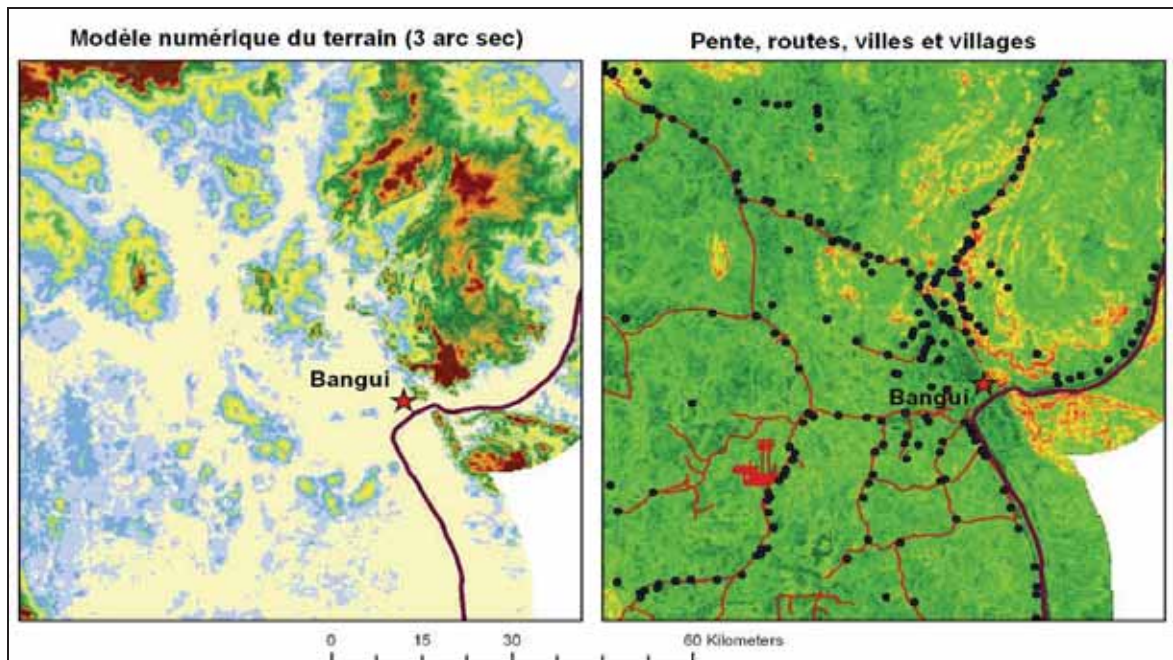 Modèle numérique du terrain (3 arc sec)
Pente, routes, villes et villages
Bangui
Bangui
0 15 30 60 Kilometers